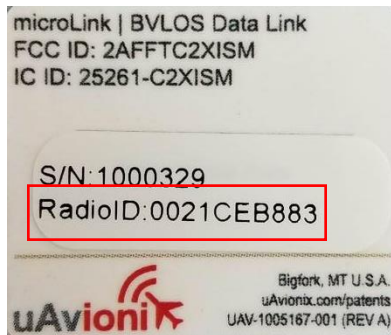 microLink | BVLOS Data Link
FCC ID: 2AFFTC2XISM
IC ID: 25261-C2XISM
S/N:1000329
RadioID:0021CEB883
uAvionix
Bigfork, MT U.S.A.
uAvionix.com/patents
UAV-1005167-001 (REV A)